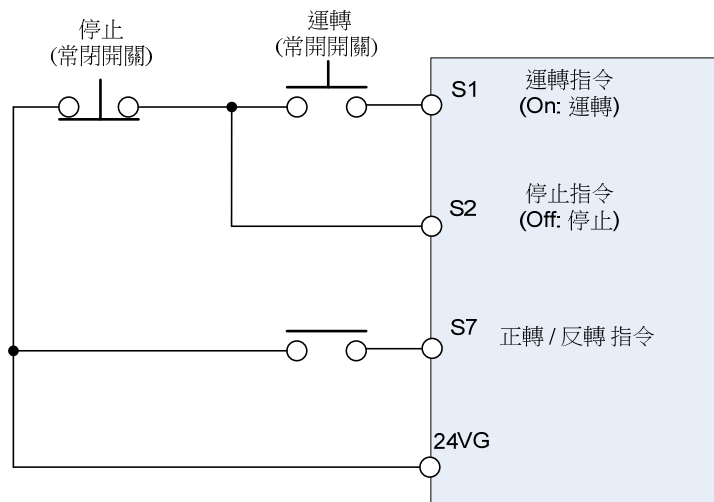 停止
(常閉開關)
運轉
(常開開關)
S1
運轉指令
(On: 運轉)
S2
停止指令
(Off: 停止)
S7
正轉 / 反轉 指令
24VG